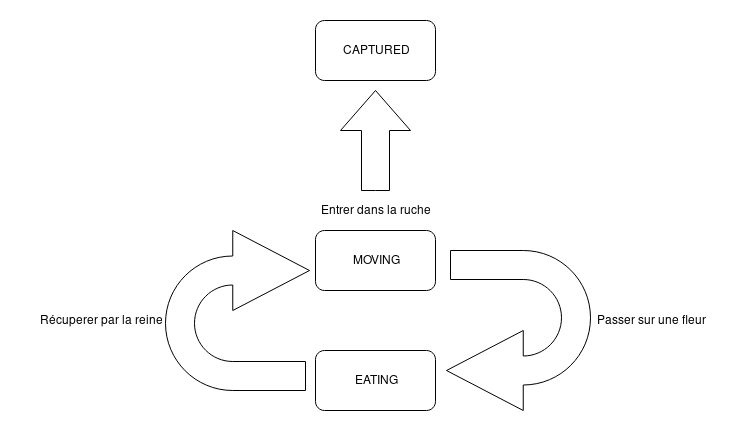 CAPTURED
Entrer dans la ruche
MOVING
Récuperer par la reine
Passer sur une fleur
EATING